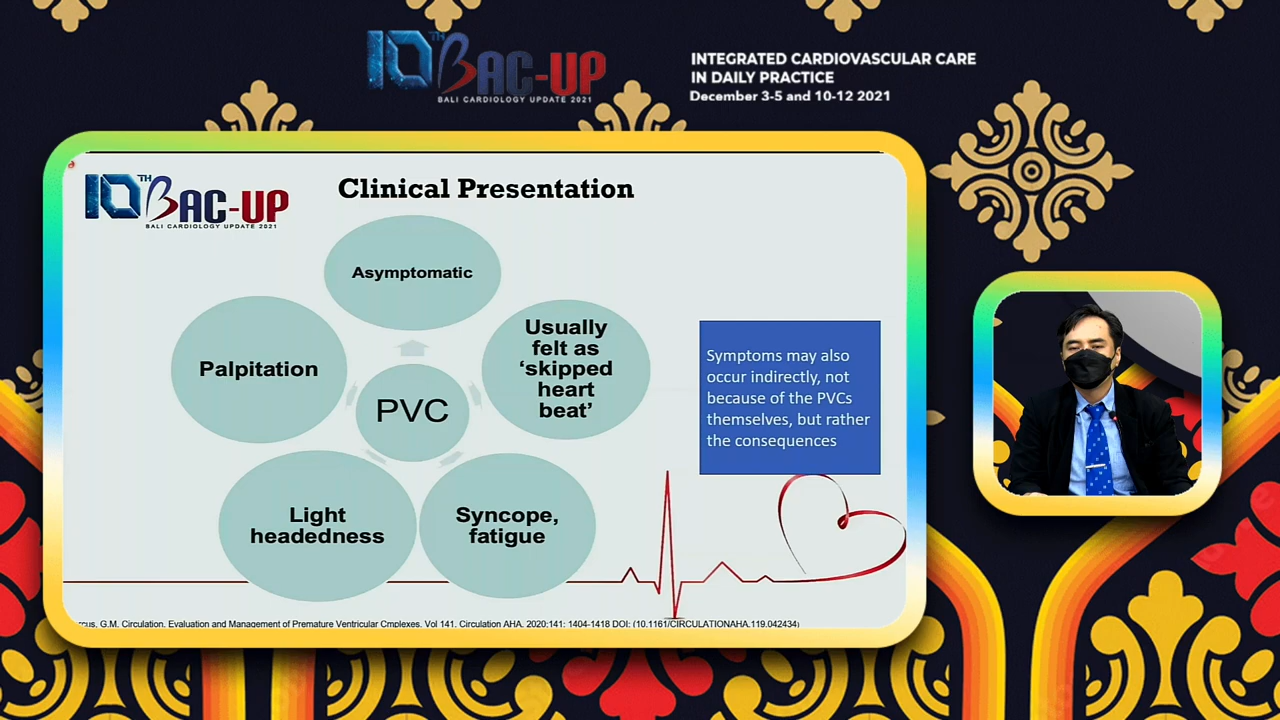 10TH BAC-UP
BALI CARDIOLOGY UPDATE 2021
INTEGRATED CARDIOVASCULAR CARE
IN DAILY PRACTICE
December 3-5 and 10-12 2021
10TH BAC-UP
BALI CARDIOLOGY UPDATE 2021
Clinical Presentation
Asymptomatic
Palpitation
Usually
felt as
‘skipped
heart
beat’
PVC
Light
headedness
Syncope,
fatigue
Symptoms may also
occur indirectly, not
because of the PVCs
themselves, but rather
the consequences
G.M. Circulation. Evaluation and Management of Premature Ventricular Cmplexes. Vol 141. Circulation AHA. 2020;141: 1404-1418 DOI: (10.1161/CIRCULATIONAHA.119.042434)